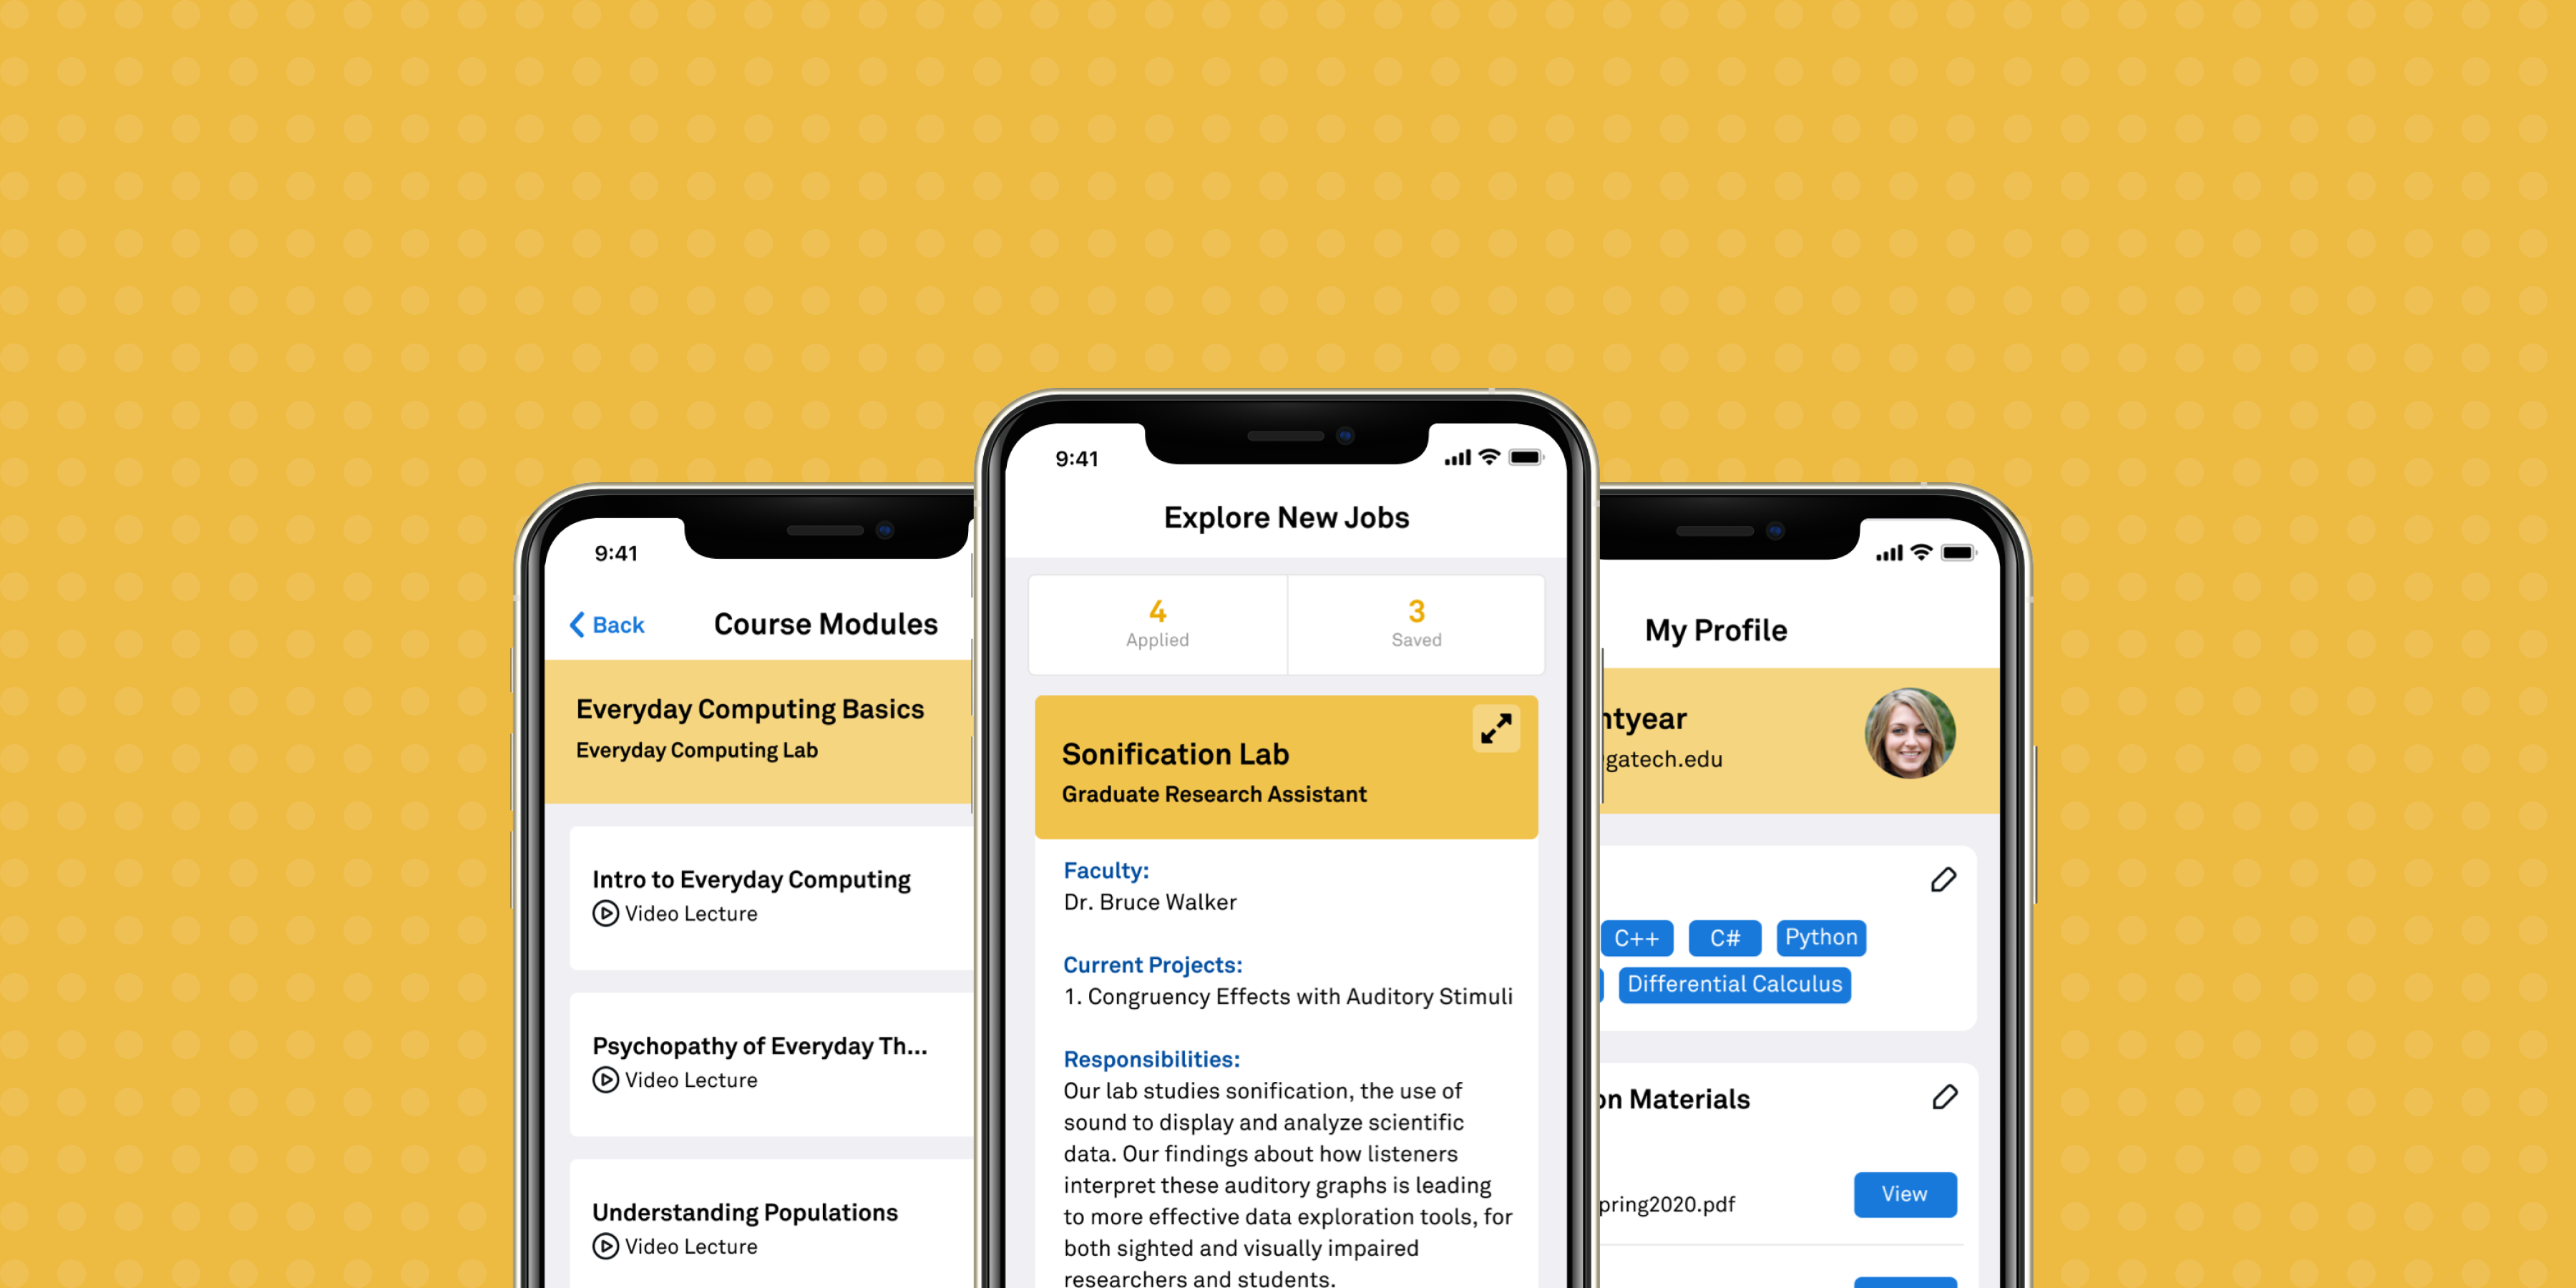 9:41
Back
Course Modules
Everyday Computing Basics
Everyday Computing Lab
Intro to Everyday Computing
Video Lecture
Psychopathy of Everyday Th...
Video Lecture
Understanding Populations
Video Lecture
9:41
Explore New Jobs
4
Applied
3
Saved
Sonification Lab
Graduate Research Assistant
Faculty:
Dr. Bruce Walker
Current Projects:
1. Congruency Effects with Auditory Stimuli
Responsibilities:
Our lab studies sonification, the use of
sound to display and analyze scientific
data. Our findings about how listeners
interpret these auditory graphs is leading
to more effective data exploration tools, for
both sighted and visually impaired
researchers and students.
My Profile
ntyear
gatech.edu
C++
C#
Python
Differential Calculus
on Materials
pring2020.pdf
View